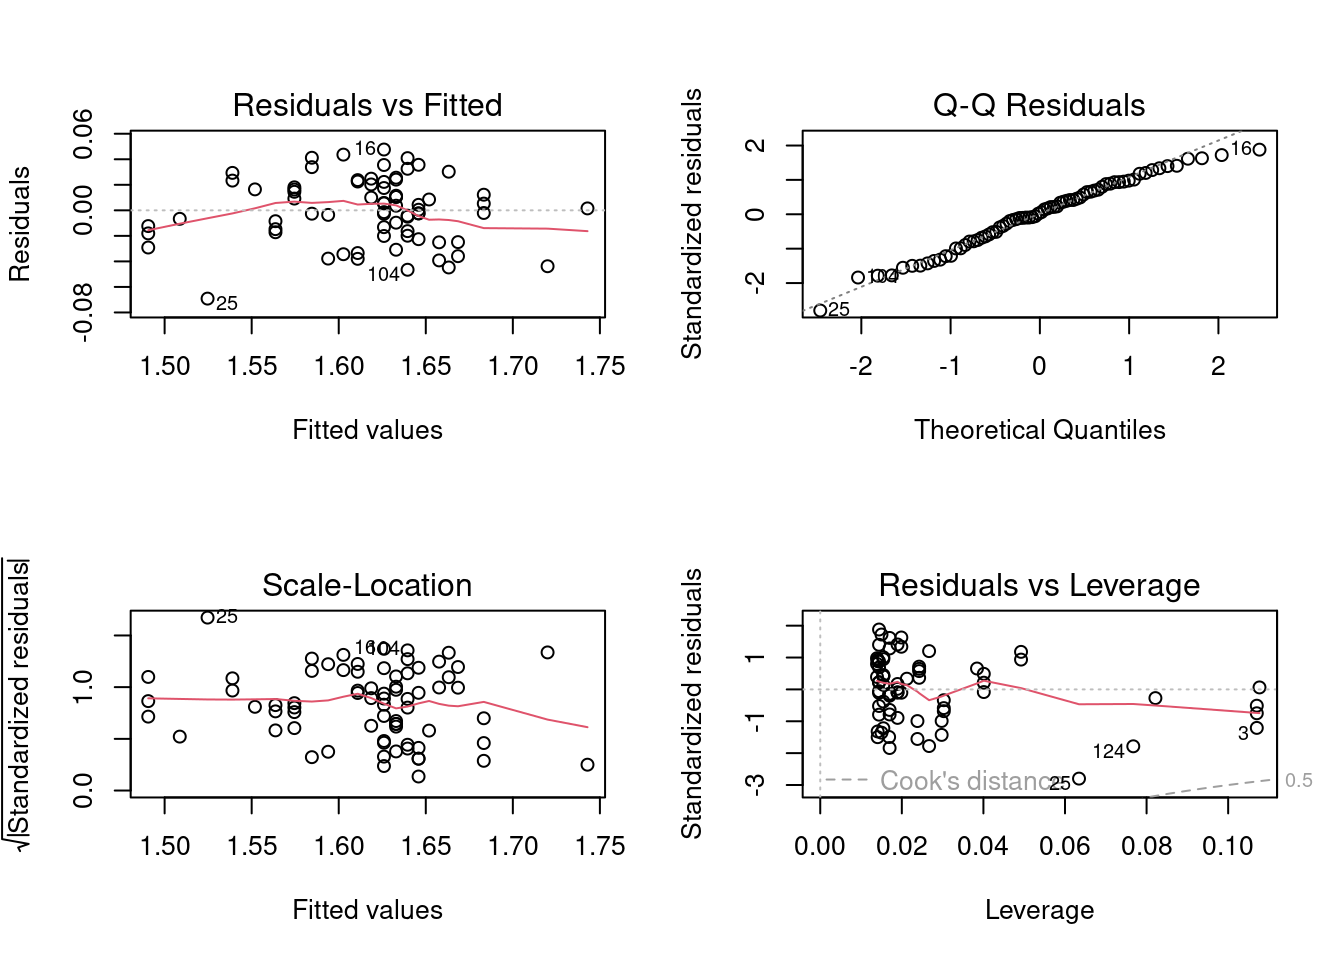 Residuals vs Fitted
Residuals
0.06
0.00
-0.08
16
104
25
1.50 1.55 1.60 1.65 1.70 1.75
Fitted values
Q-Q Residuals
Standardized residuals
2
0
-2
16
104
25
-2 -1 0 1 2
Theoretical Quantiles
Scale-Location
√|Standardized residuals|
1.0
0.0
25
16
104
1.50 1.55 1.60 1.65 1.70 1.75
Fitted values
Residuals vs Leverage
Standardized residuals
1
-1
-3
3
124
25
Cook's distance
0.5
0.00 0.02 0.04 0.06 0.08 0.10
Leverage